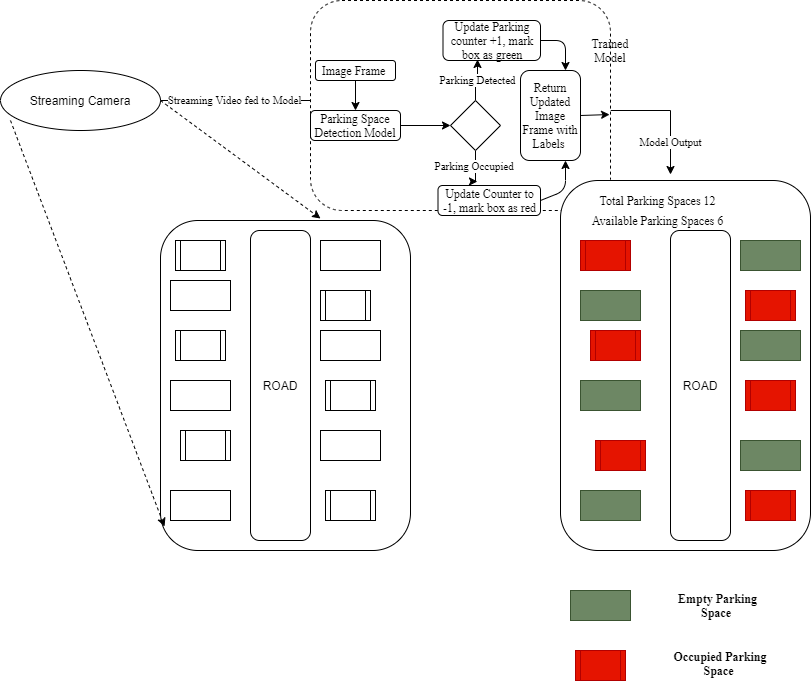 Update Parking
counter +1, mark
box as green
Trained
Model
Image Frame
Parking Detected
Streaming Camera
Streaming Video fed to Model
Return
Updated
Image
Frame with
Labels
Parking Space
Detection Model
Model Output
Parking Occupied
Update Counter to
-1, mark box as red
Total Parking Spaces 12
Available Parking Spaces 6
ROAD
ROAD
Empty Parking
Space
Occupied Parking
Space